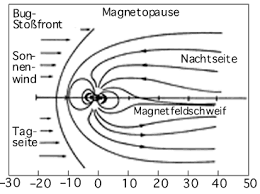 Bug-
Stoßfront
Magnetopause
Son-
nen-
wind
Nachtseite
Magnetfeldschweif
Tag-
seite
−30 −20 −10 0 10 20 30 40 50